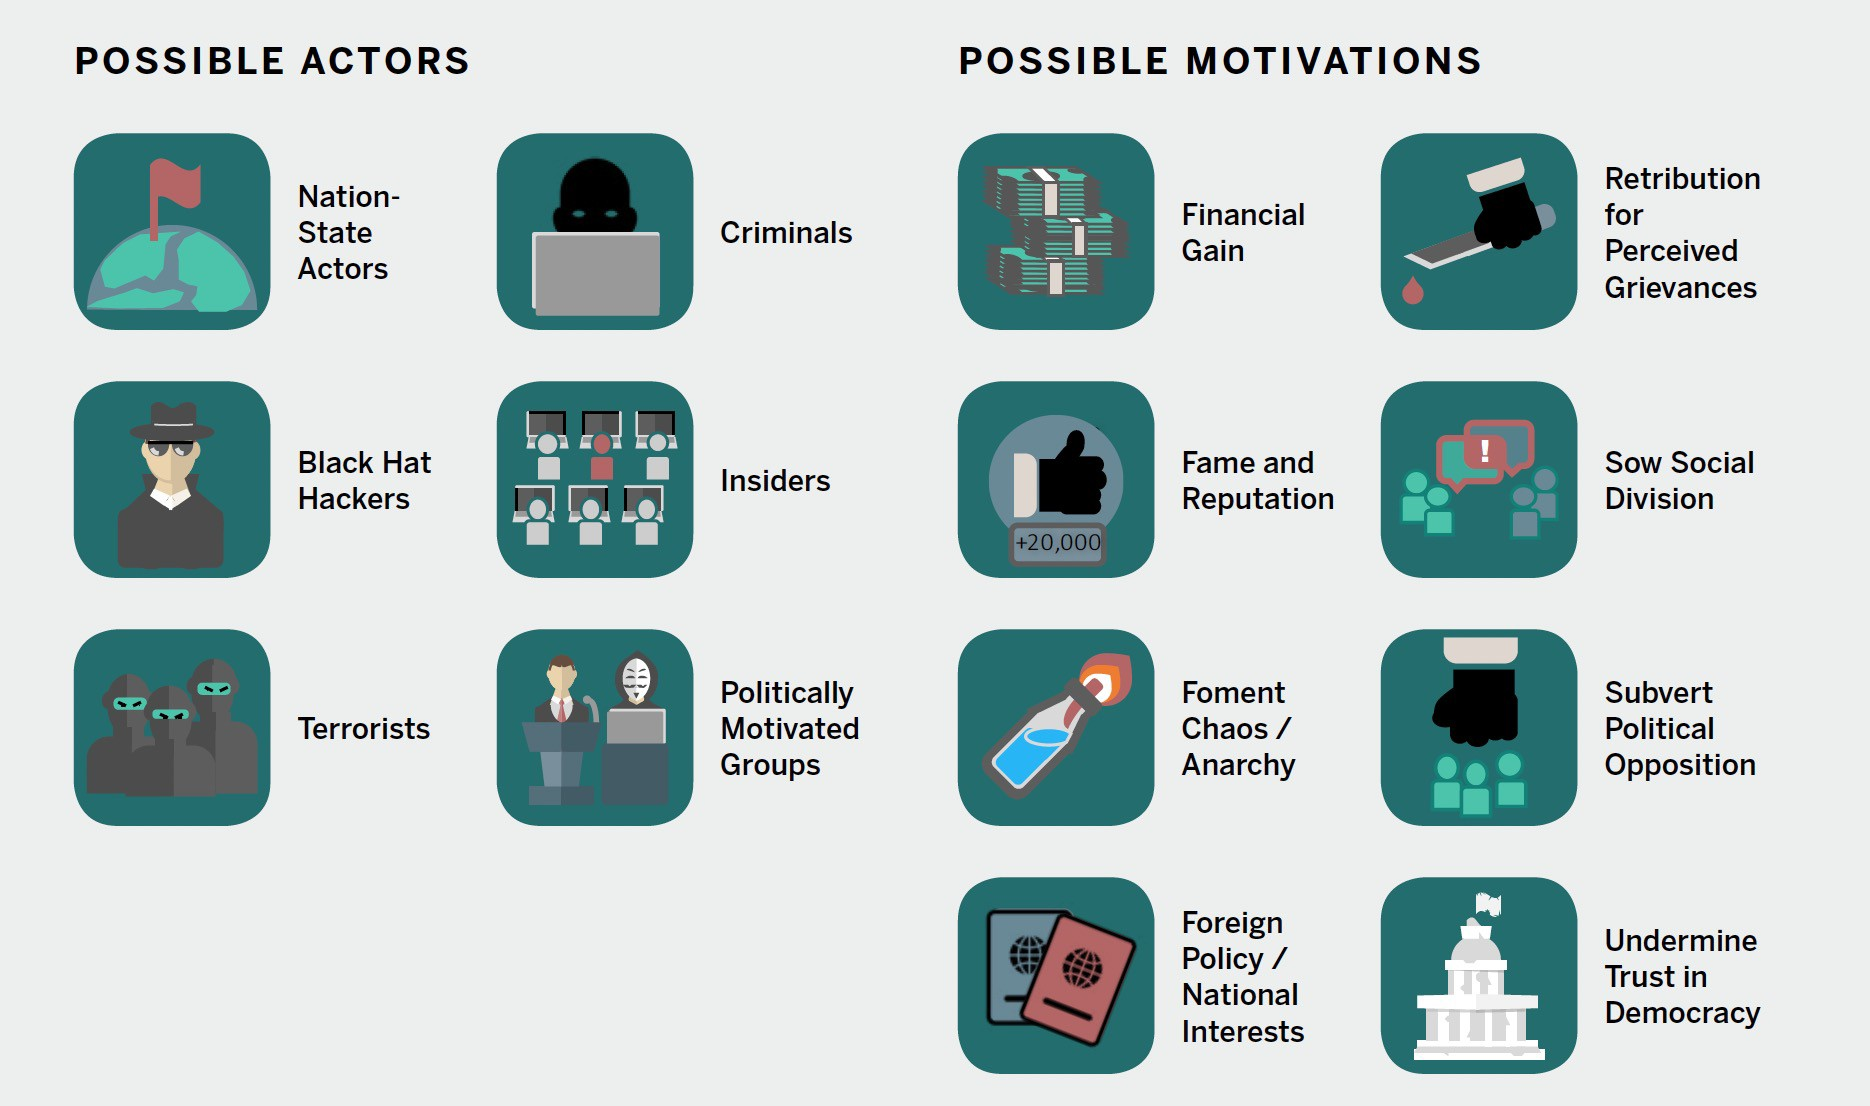 POSSIBLE ACTORS
Nation-
State
Actors
Criminals
Black Hat
Hackers
Insiders
Terrorists
Politically
Motivated
Groups
POSSIBLE MOTIVATIONS
Financial
Gain
Retribution
for
Perceived
Grievances
+20,000
Fame and
Reputation
!
Sow Social
Division
Foment
Chaos /
Anarchy
Subvert
Political
Opposition
Foreign
Policy /
National
Interests
Undermine
Trust in
Democracy